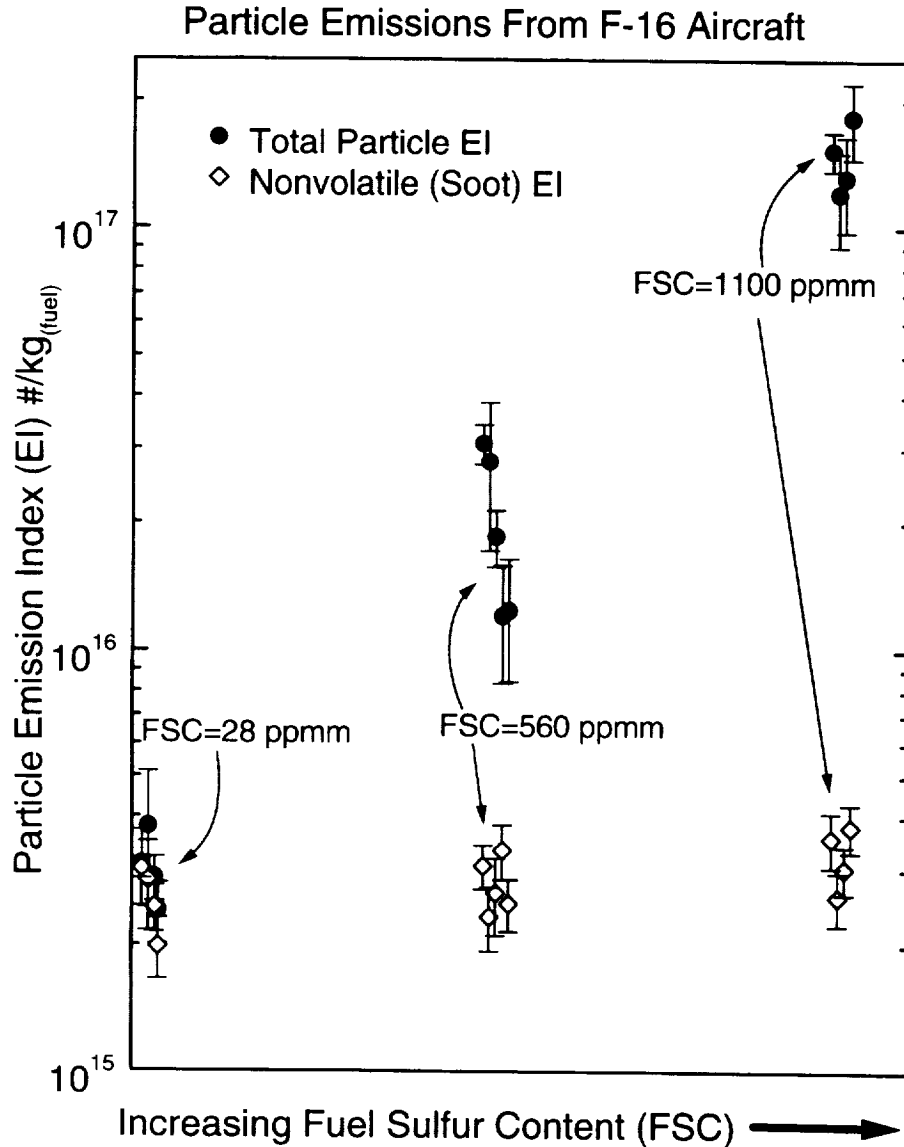 Particle Emissions From F-16 Aircraft
● Total Particle EI
◇ Nonvolatile (Soot) EI
10^17
FSC=1100 ppmm
Particle Emission Index (EI) #/kg(fuel)
10^16
FSC=28 ppmm
FSC=560 ppmm
10^15
Increasing Fuel Sulfur Content (FSC)